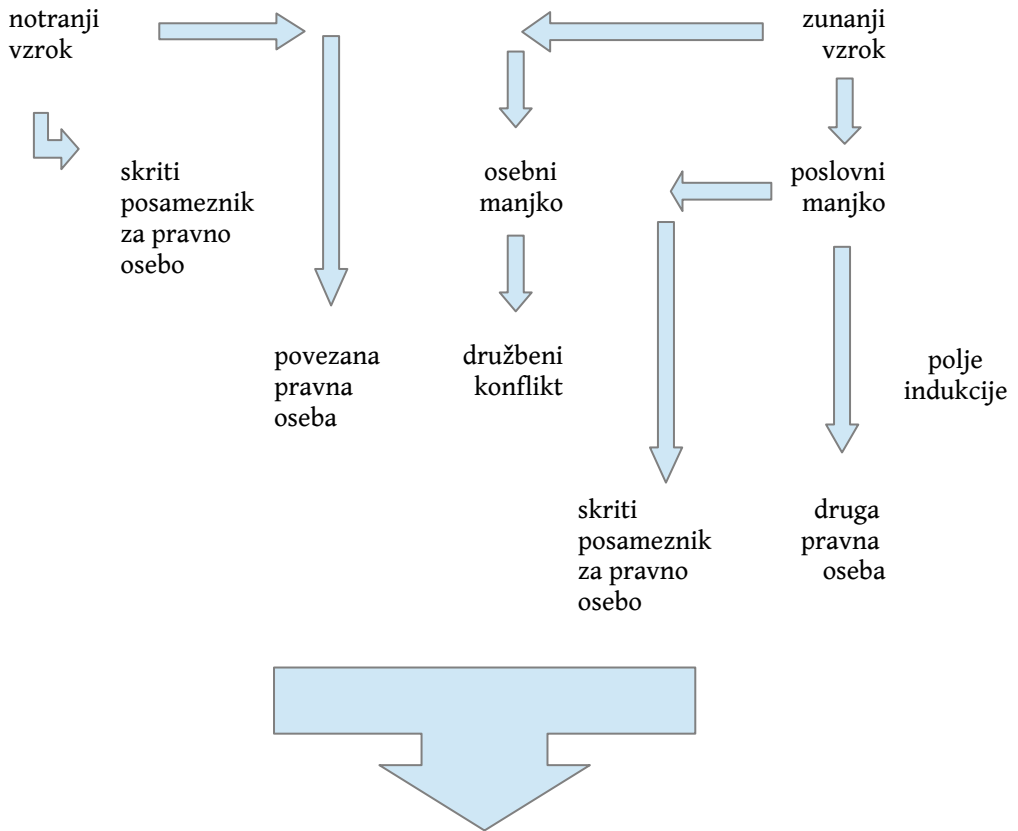 notranji
vzrok
zunanji
vzrok
skriti
posameznik
za pravno
osebo
osebni
manjko
poslovni
manjko
povezana
pravna
oseba
družbeni
konflikt
polje
indukcije
skriti
posameznik
za pravno
osebo
druga
pravna
oseba